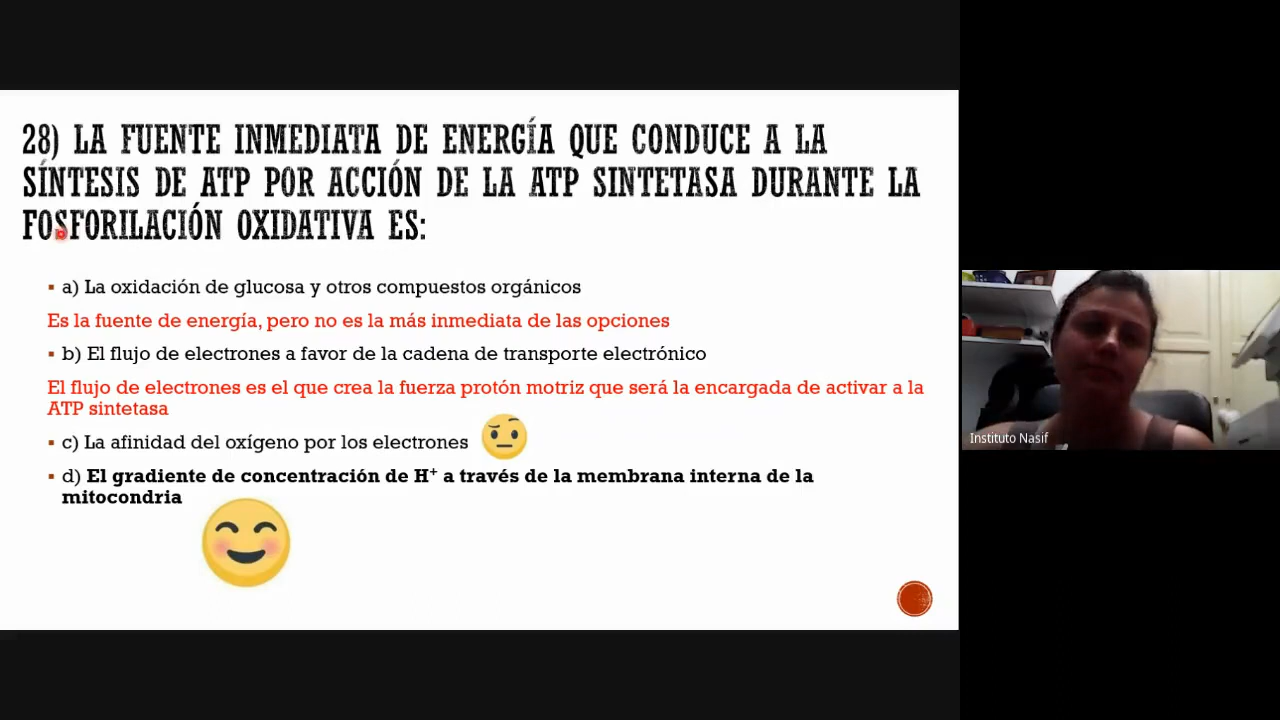 28) LA FUENTE INMEDIATA DE ENERGÍA QUE CONDUCE A LA
SÍNTESIS DE ATP POR ACCIÓN DE LA ATP SINTETASA DURANTE LA
FOSFORILACIÓN OXIDATIVA ES:
▪ a) La oxidación de glucosa y otros compuestos orgánicos
Es la fuente de energía, pero no es la más inmediata de las opciones
▪ b) El flujo de electrones a favor de la cadena de transporte electrónico
El flujo de electrones es el que crea la fuerza protón motriz que será la encargada de activar a la
ATP sintetasa
▪ c) La afinidad del oxígeno por los electrones
▪ d) El gradiente de concentración de H⁺ a través de la membrana interna de la
mitocondria
Instituto Nasif